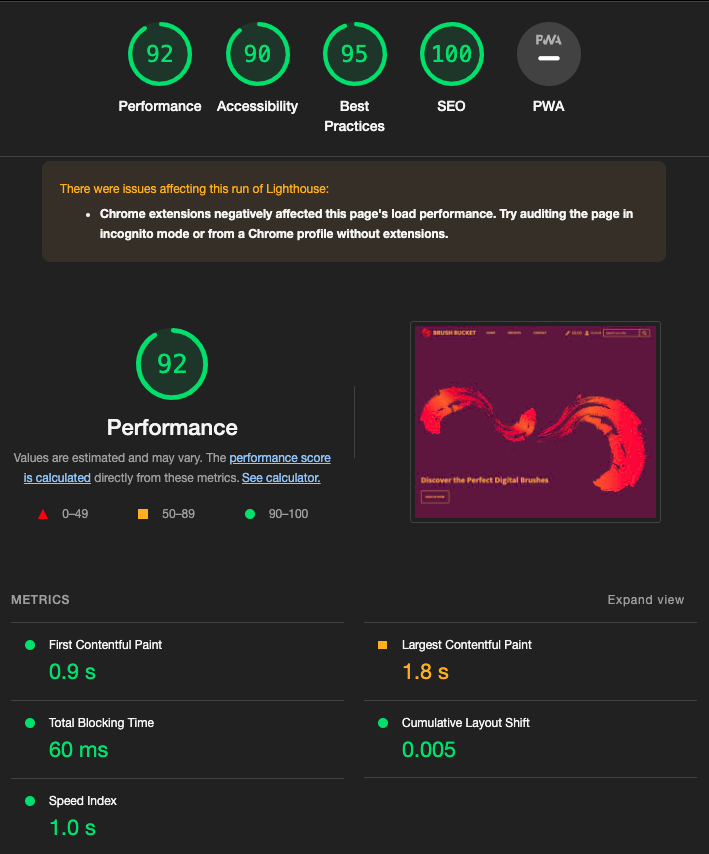 92 90 95 100 PWA
Performance Accessibility Best SEO PWA
Practices
There were issues affecting this run of Lighthouse:
• Chrome extensions negatively affected this page's load performance. Try auditing the page in
incognito mode or from a Chrome profile without extensions.
92
Performance
Values are estimated and may vary. The performance score
is calculated directly from these metrics. See calculator.
0–49 50–89 90–100
BRUSH BUCKET
Discover the Perfect Digital Brushes
METRICS Expand view
First Contentful Paint
0.9 s
Largest Contentful Paint
1.8 s
Total Blocking Time
60 ms
Cumulative Layout Shift
0.005
Speed Index
1.0 s